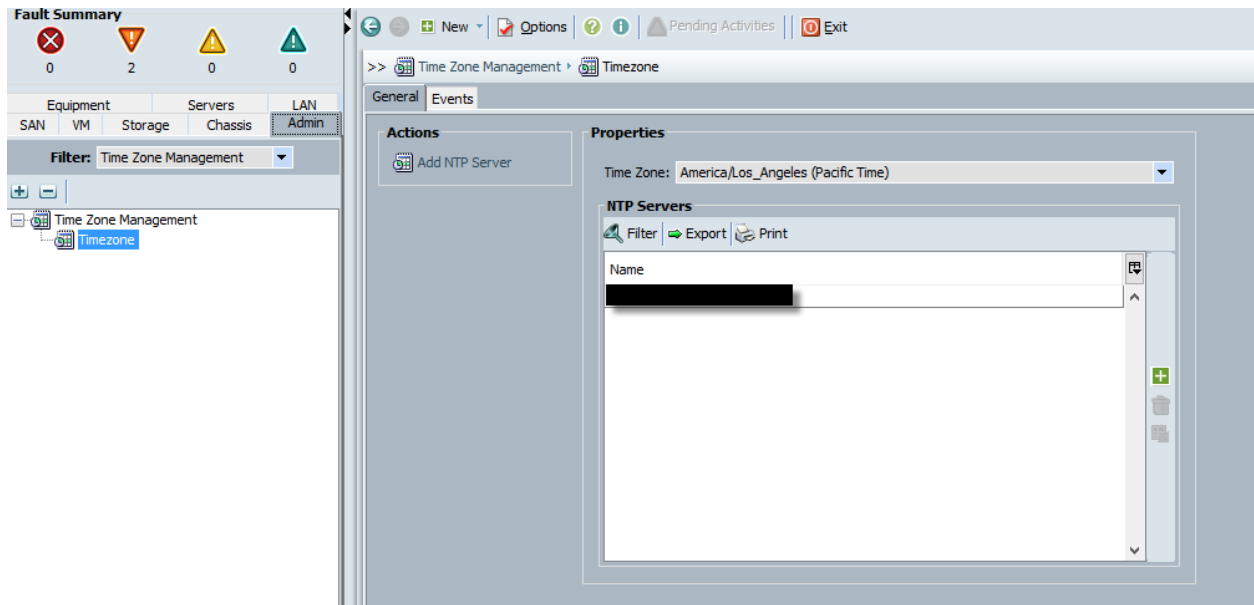 Fault Summary
0 2 0 0
Equipment Servers LAN
SAN VM Storage Chassis Admin
Filter: Time Zone Management
Time Zone Management
Timezone
New Options Pending Activities Exit
>> Time Zone Management Timezone
General Events
Actions
Add NTP Server
Properties
Time Zone: America/Los_Angeles (Pacific Time)
NTP Servers
Filter Export Print
Name